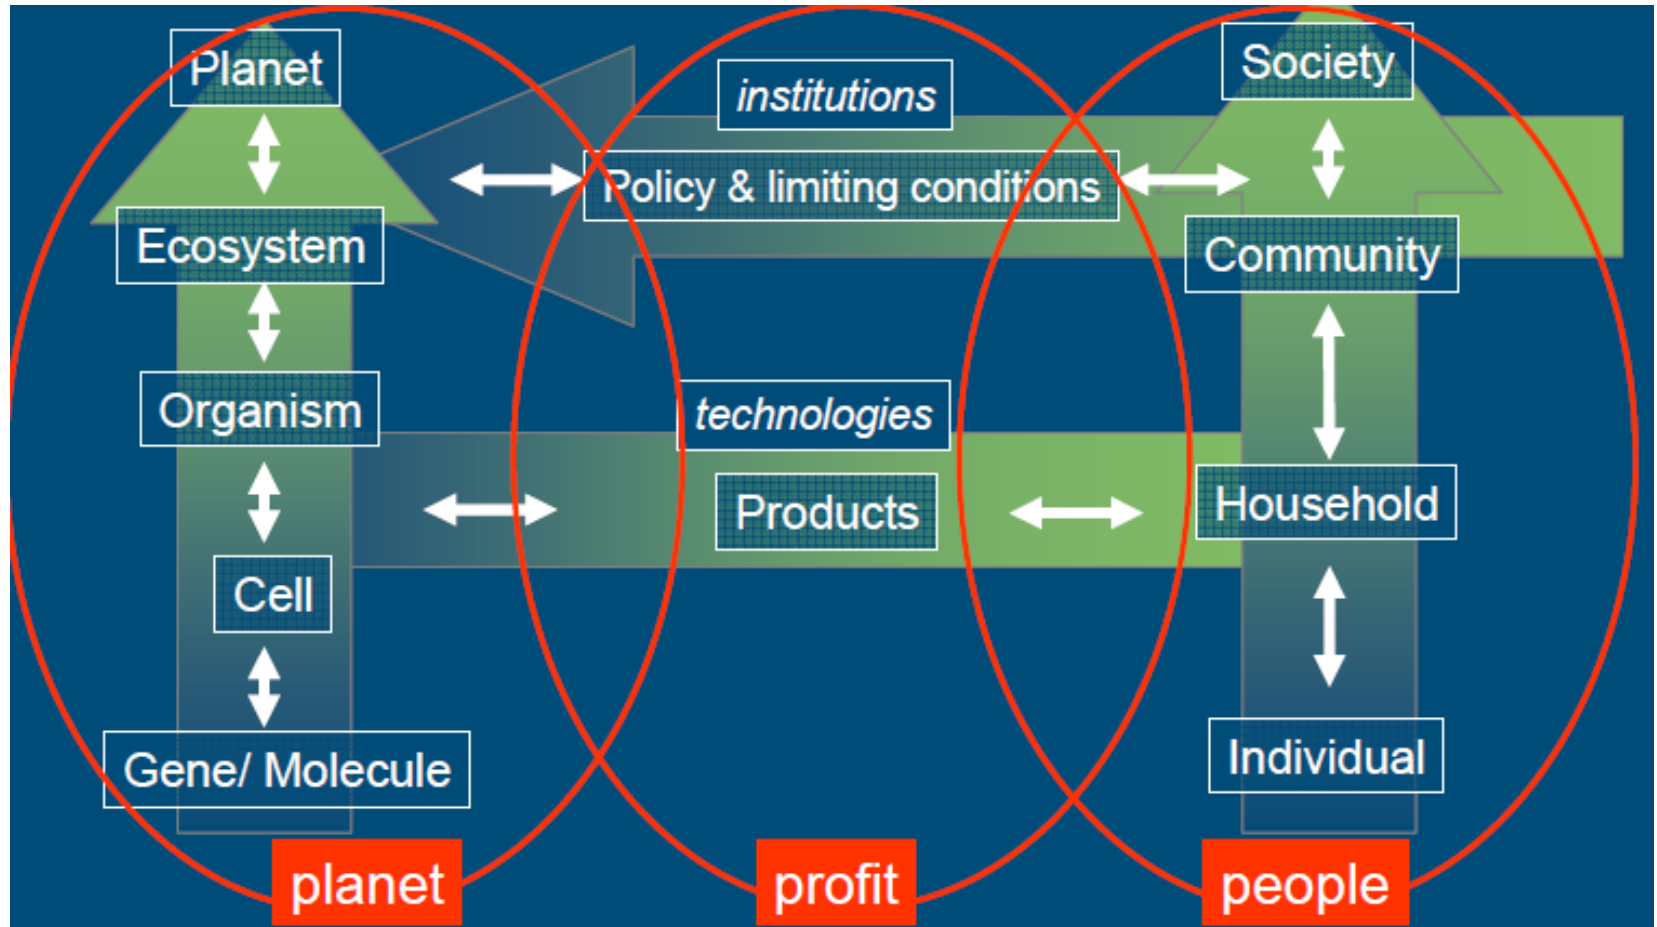 Planet
institutions
Society
Policy & limiting conditions
Ecosystem
Community
Organism
technologies
Products
Household
Cell
Gene/ Molecule
Individual
planet
profit
people